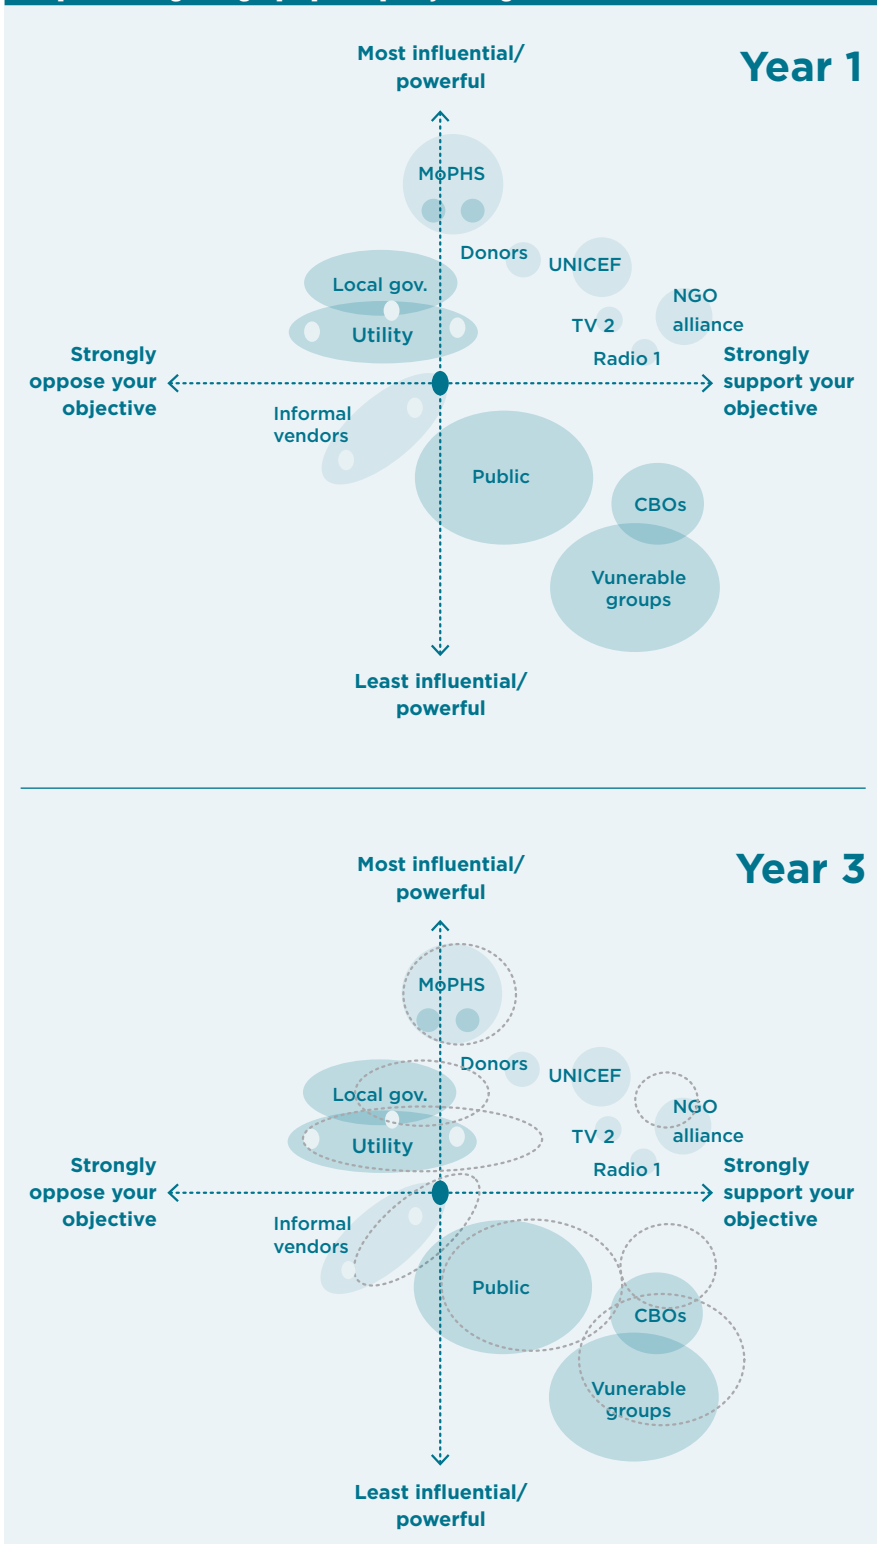 Most influential/
powerful
Year 1
MoPHS
Donors
UNICEF
Local gov.
NGO
alliance
TV 2
Utility
Radio 1
Strongly
oppose your
objective
Strongly
support your
objective
Informal
vendors
Public
CBOs
Vunerable
groups
Least influential/
powerful
Most influential/
powerful
Year 3
MoPHS
Donors
UNICEF
Local gov.
NGO
alliance
TV 2
Utility
Radio 1
Strongly
oppose your
objective
Strongly
support your
objective
Informal
vendors
Public
CBOs
Vunerable
groups
Least influential/
powerful